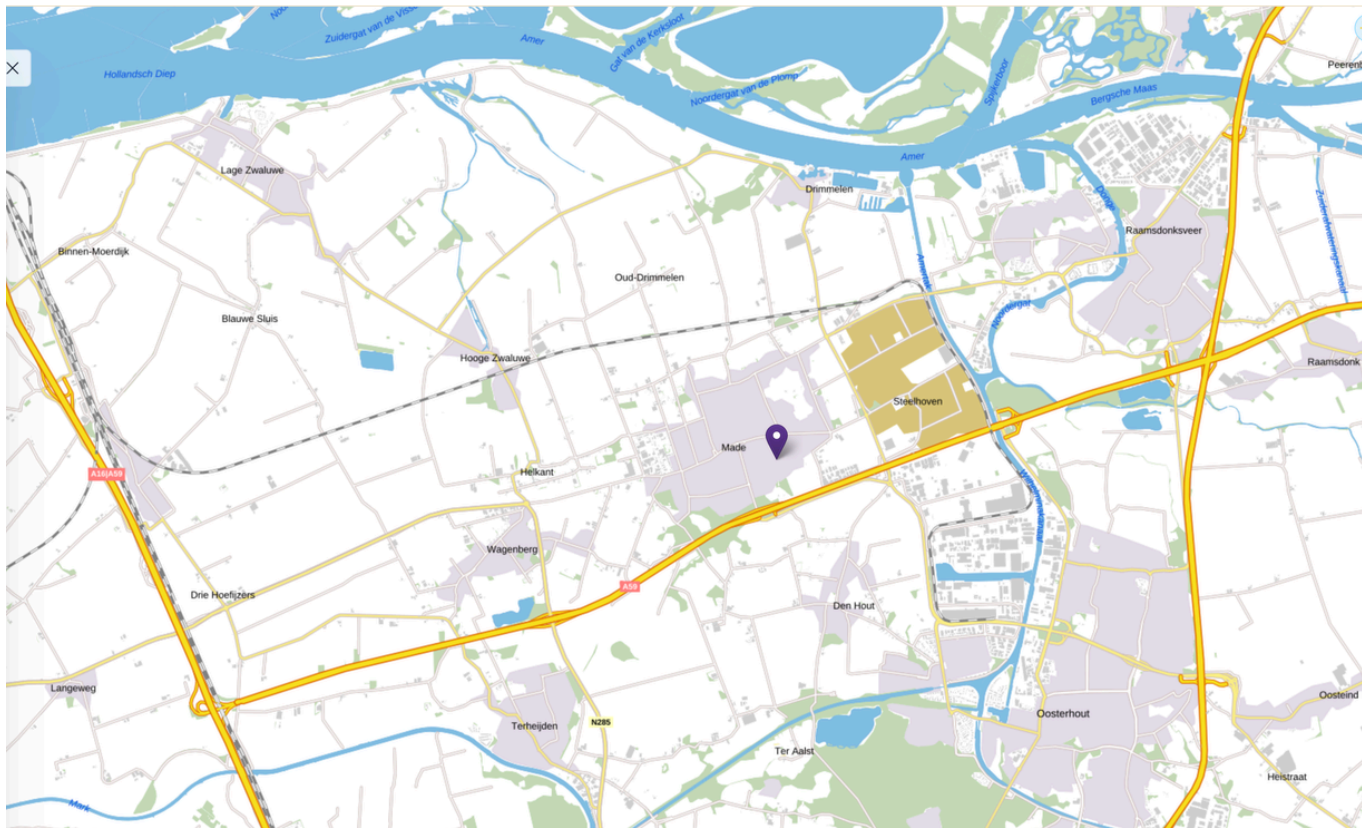 Zuidergat van de
Gat van de Kerksloot
Amer
Hollandsch Diep
Peerent
Noordergat van de Plomp
Spijkerboor
Bergsche Maas
Amer
Lage Zwaluwe
Drimmelen
Donge
Zuiderafwateringskanaal
Raamsdonksveer
Binnen-Moerdijk
Amertak
Oud-Drimmelen
Noordergat
Blauwe Sluis
Hooge Zwaluwe
Raamsdonk
Steelhoven
Made
A16|A59
Helkant
Wilhelminakanaal
Wagenberg
A59
Drie Hoefijzers
Den Hout
Langeweg
Oosteind
Oosterhout
N285
Terheijden
Ter Aalst
Heistraat
Mark